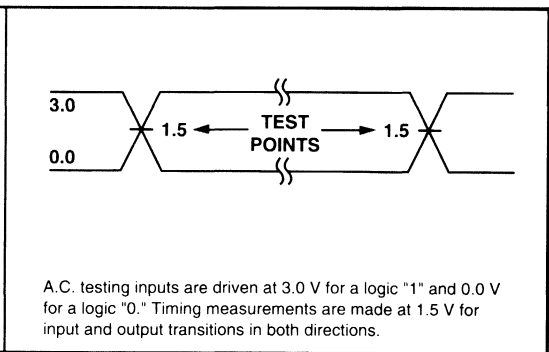 3.0
1.5 TEST POINTS 1.5
0.0
A.C. testing inputs are driven at 3.0 V for a logic "1" and 0.0 V
for a logic "0." Timing measurements are made at 1.5 V for
input and output transitions in both directions.